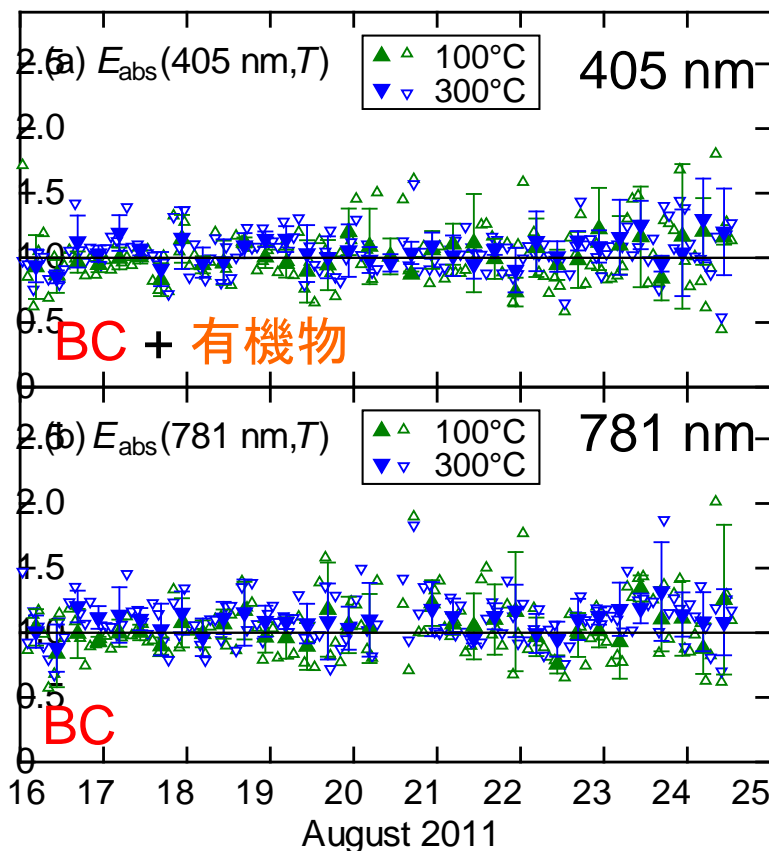 (a) Eabs(405 nm,T)
100°C
300°C
405 nm
2.5
2.0
1.5
1.0
0.5
0
BC + 有機物
(b) Eabs(781 nm,T)
100°C
300°C
781 nm
2.5
2.0
1.5
1.0
0.5
0
BC
16 17 18 19 20 21 22 23 24 25
August 2011